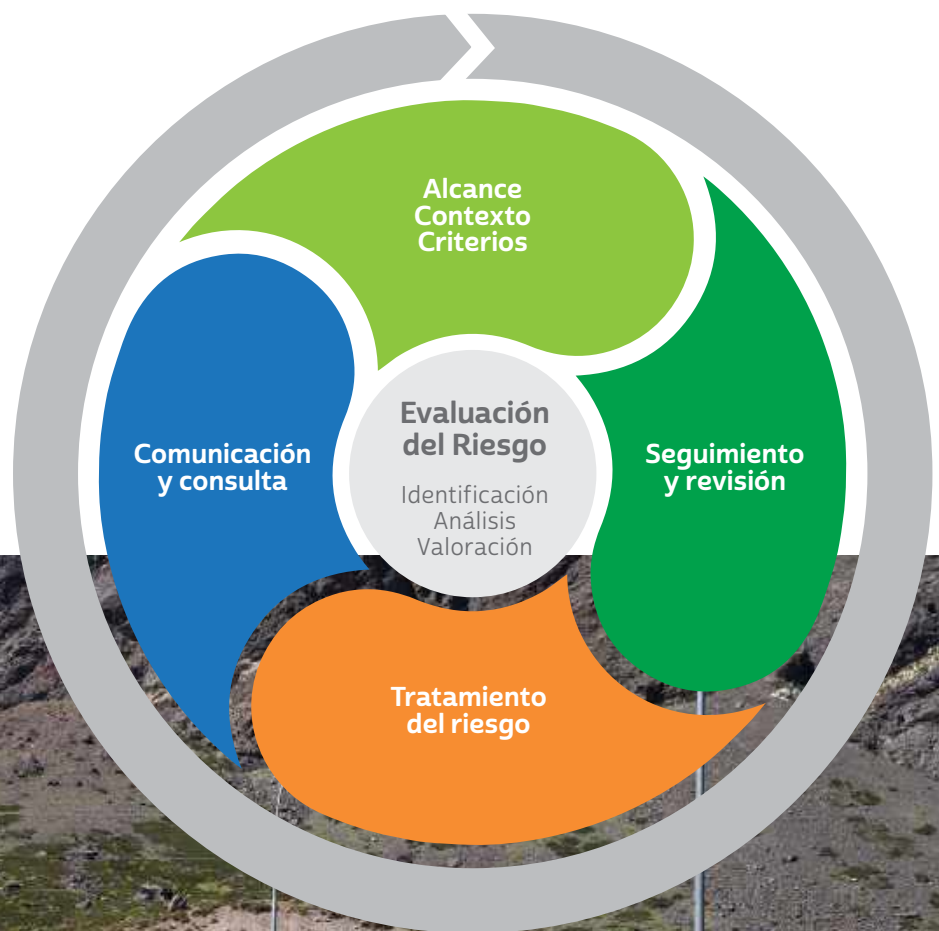 Alcance
Contexto
Criterios
Comunicación
y consulta
Evaluación
del Riesgo
Identificación
Análisis
Valoración
Seguimiento
y revisión
Tratamiento
del riesgo